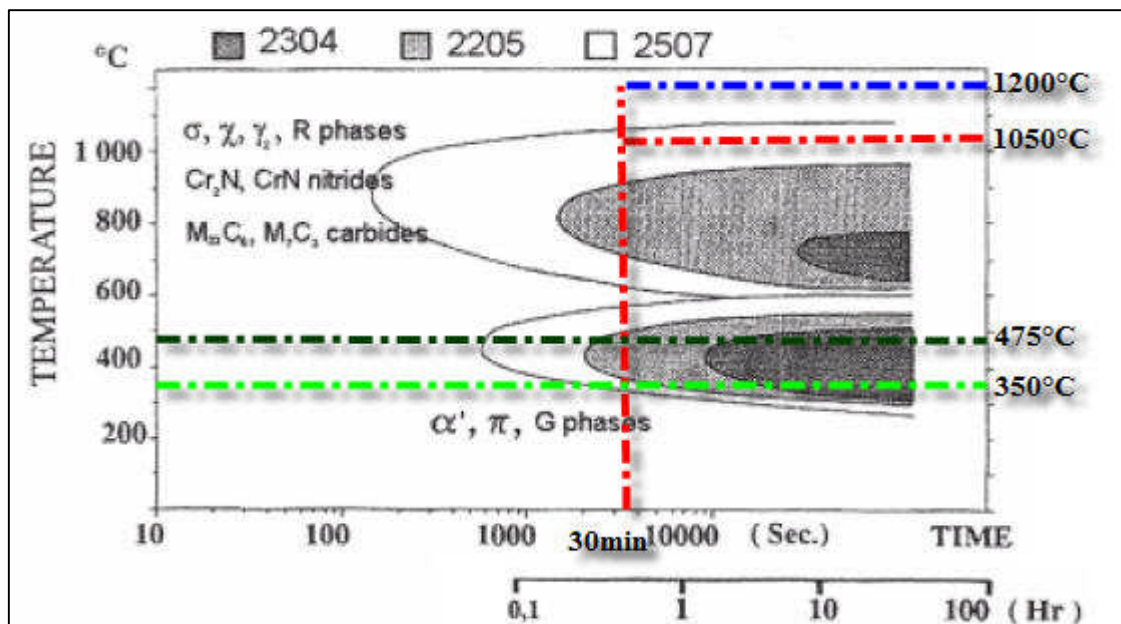 °C 2304 2205 2507
1200°C
σ, χ, γ₂, R phases
1050°C
1 000
Cr₂N, CrN nitrides
800
M₂₃C₆, M₇C₃ carbides
TEMPERATURE
600
475°C
400
350°C
α', π, G phases
200
10 100 1000 30min 10000 (Sec.) TIME
0,1 1 10 100 (Hr)